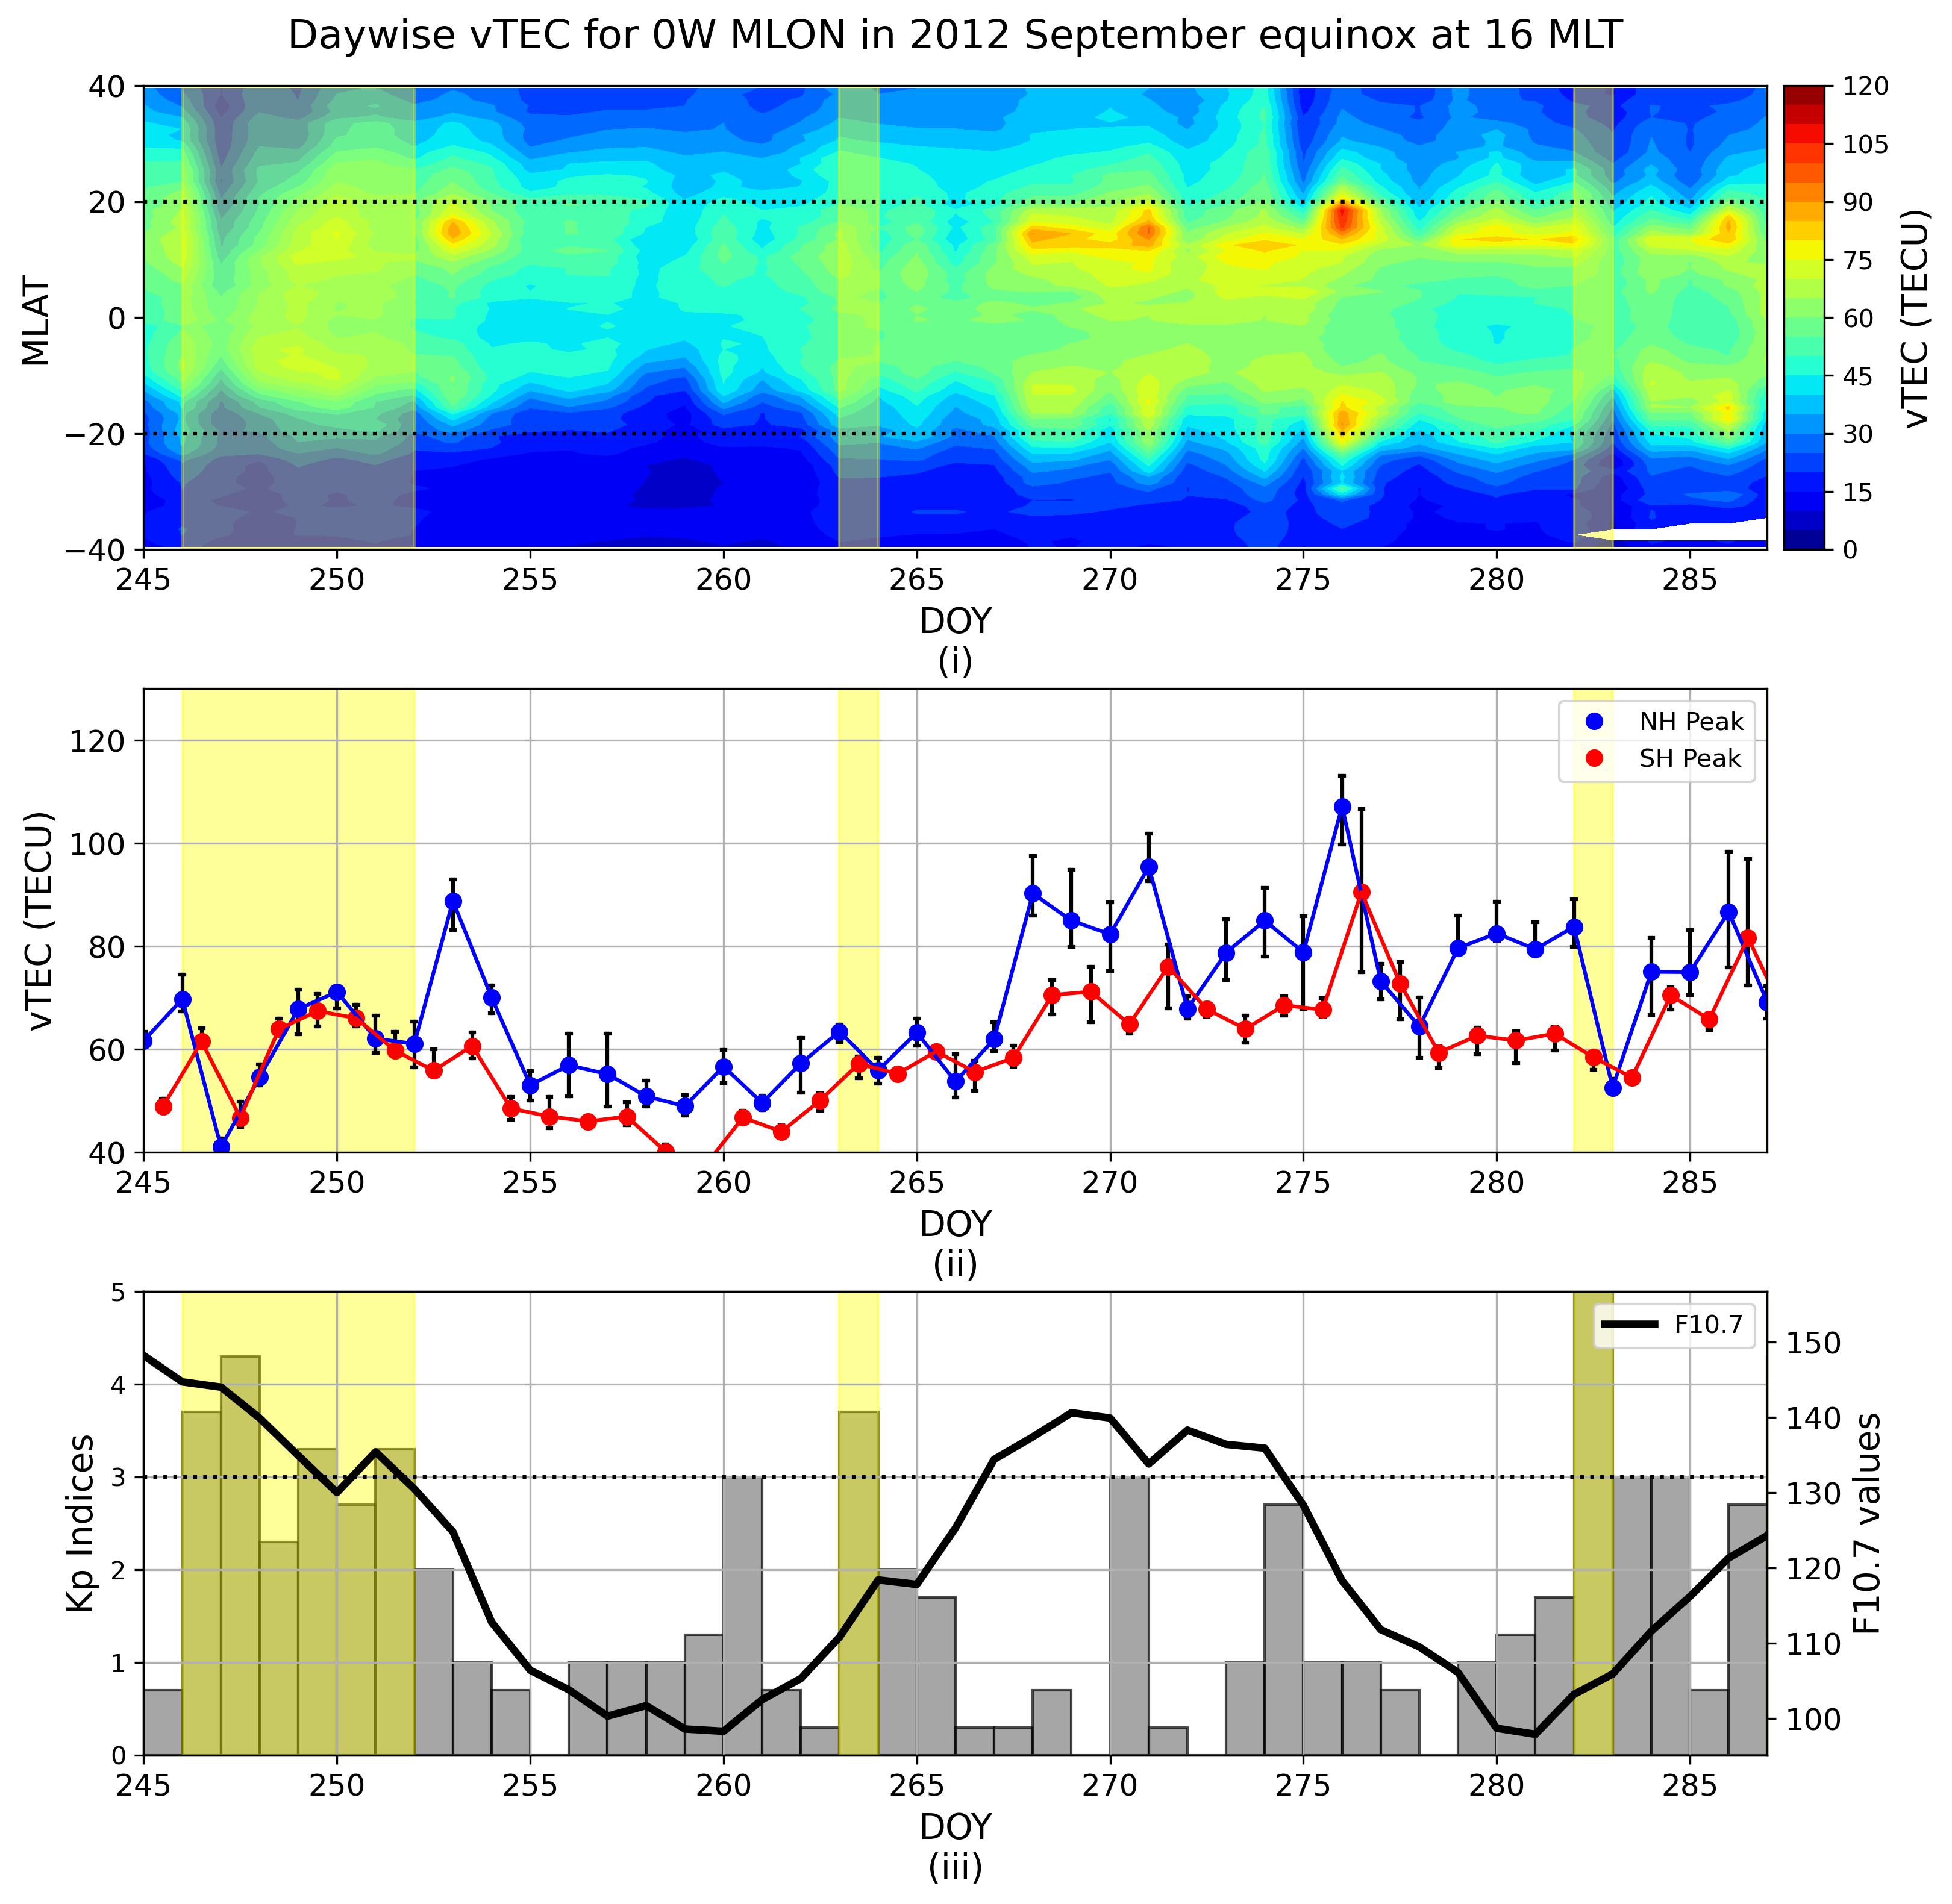 Daywise vTEC for 0W MLON in 2012 September equinox at 16 MLT
40
20
0
−20
−40
MLAT
245 250 255 260 265 270 275 280 285
DOY
(i)
120
105
90
75
60
45
30
15
0
vTEC (TECU)
120
100
80
60
40
vTEC (TECU)
NH Peak
SH Peak
245 250 255 260 265 270 275 280 285
DOY
(ii)
5
4
3
2
1
0
Kp Indices
F10.7
150
140
130
120
110
100
F10.7 values
245 250 255 260 265 270 275 280 285
DOY
(iii)